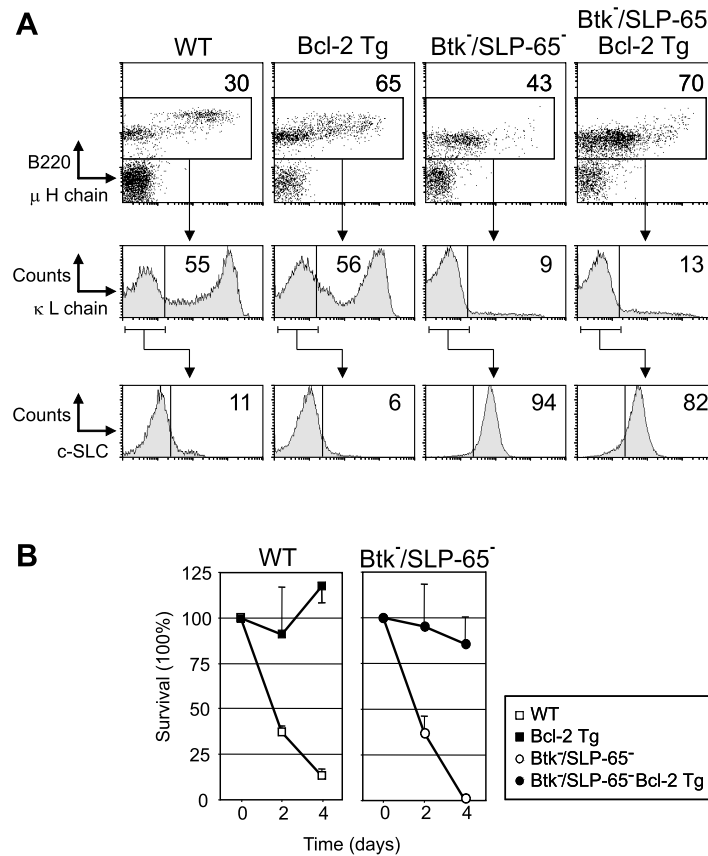 A
WT
Bcl-2 Tg
Btk-/SLP-65-
Btk-/SLP-65
Bcl-2 Tg
30
65
43
70
B220
μ H chain
Counts
κ L chain
55
56
9
13
Counts
c-SLC
11
6
94
82
B
WT
Btk-/SLP-65-
Survival (100%)
125
100
75
50
25
0
0 2 4
0 2 4
Time (days)
WT
Bcl-2 Tg
Btk-/SLP-65-
Btk-/SLP-65-Bcl-2 Tg